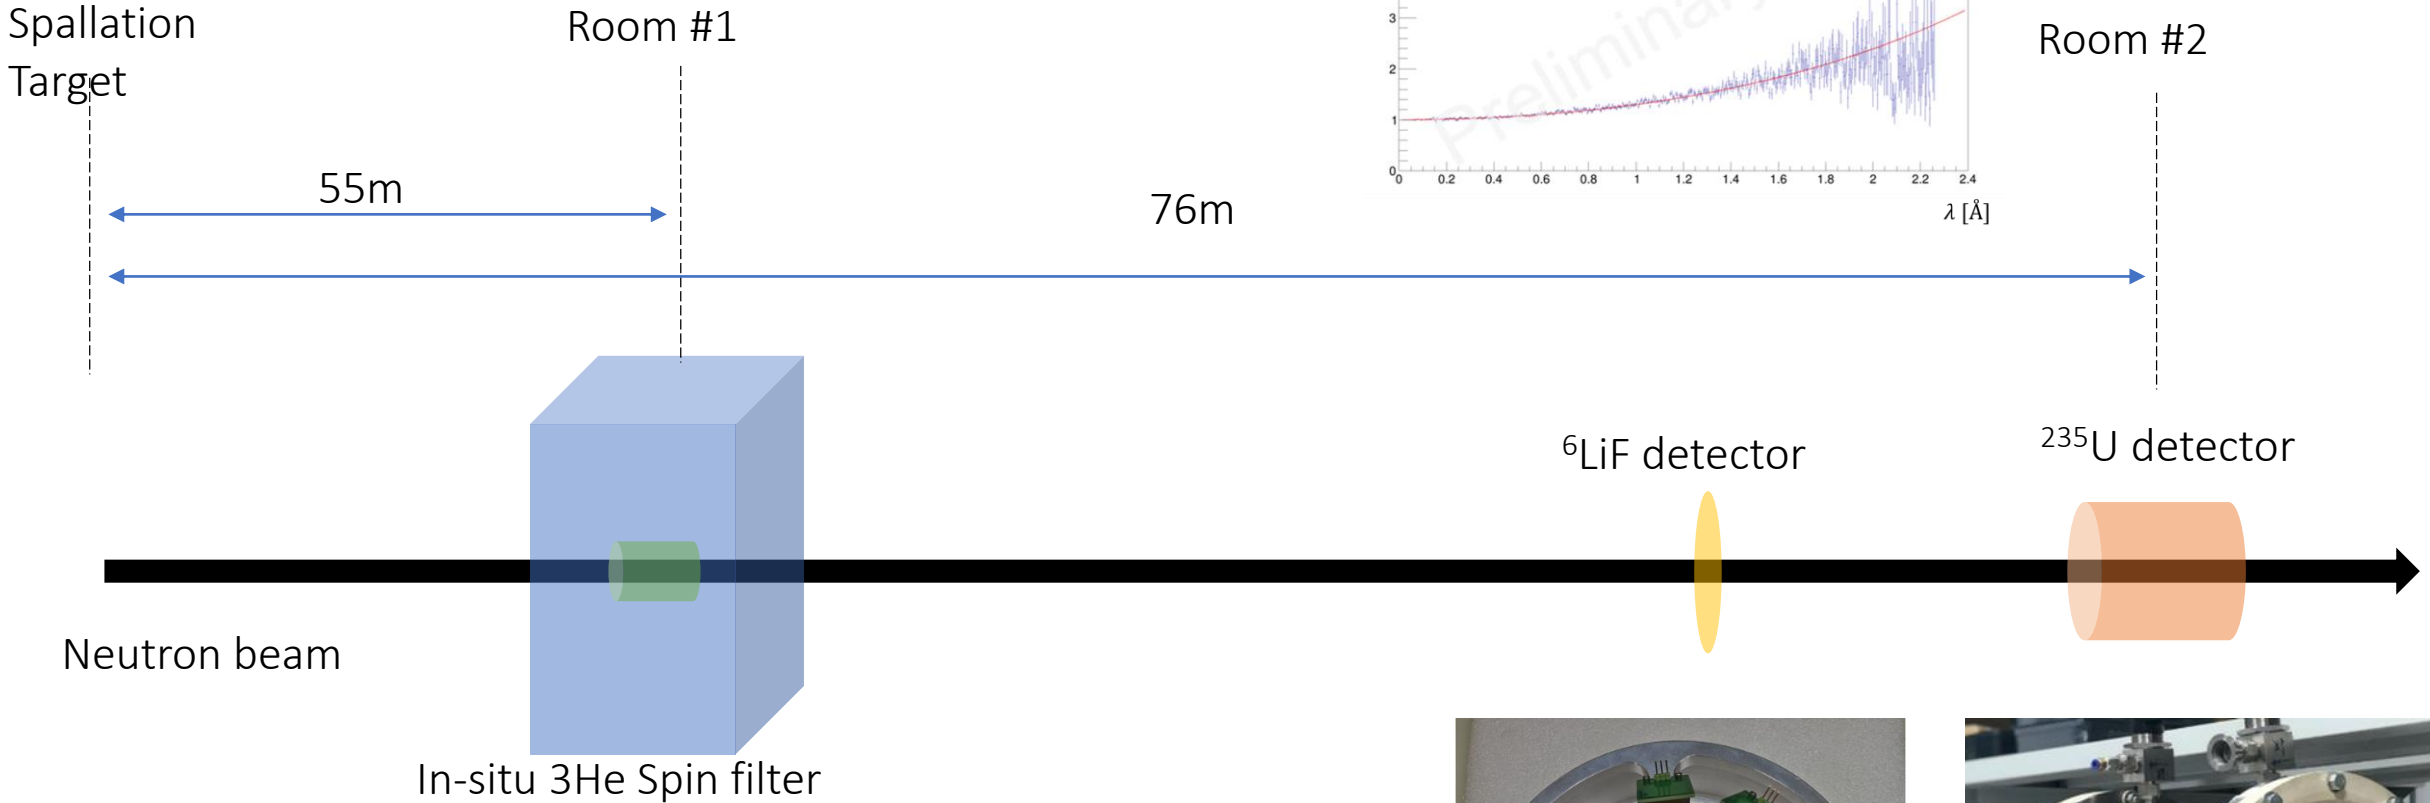 Spallation
Target
Room #1
Room #2
55m
76m
Preliminary
3
2
1
0
0 0.2 0.4 0.6 0.8 1 1.2 1.4 1.6 1.8 2 2.2 2.4
λ [Å]
⁶LiF detector
²³⁵U detector
Neutron beam
In-situ 3He Spin filter